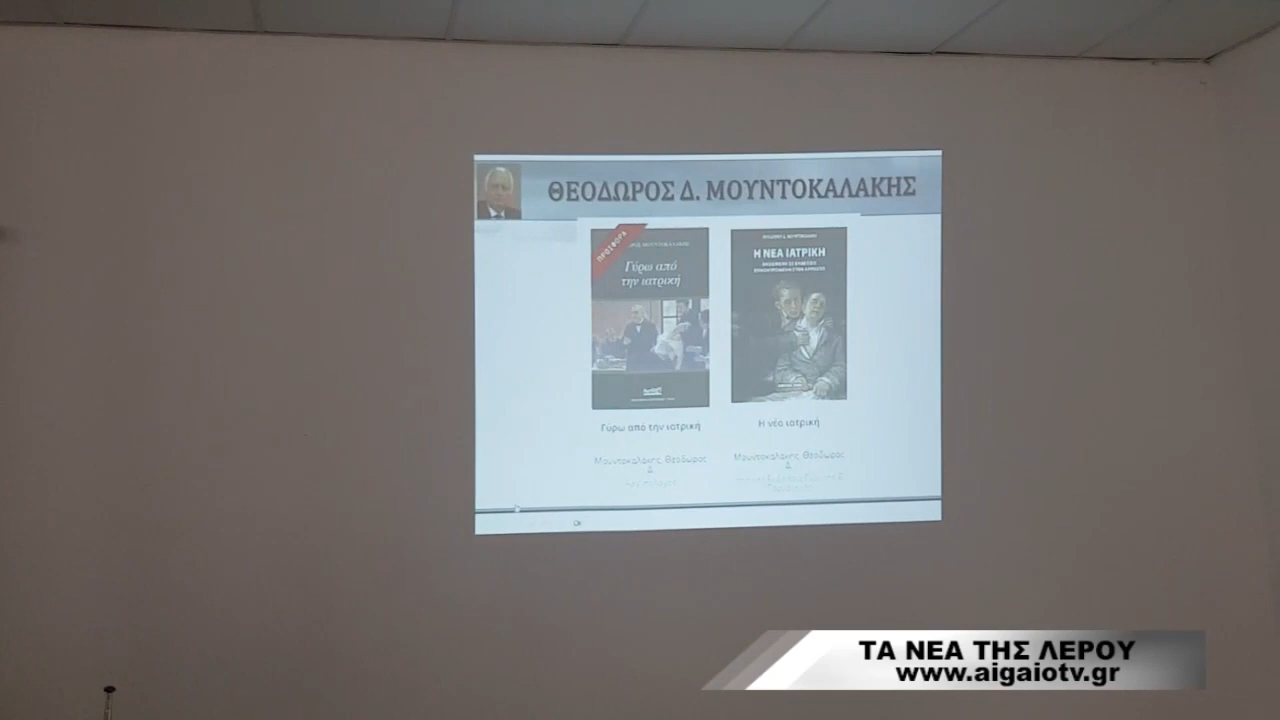 ΘΕΟΔΩΡΟΣ Δ. ΜΟΥΝΤΟΚΑΛΑΚΗΣ
ΠΡΟΣΦΟΡΑ
ΜΟΥΝΤΟΚΑΛΑΚΗΣ
Γύρω από
την ιατρική
Η ΝΕΑ ΙΑΤΡΙΚΗ
Γύρω από την ιατρική
Η νέα ιατρική
Μουντοκαλάκης, Θεόδωρος
Δ.
Μουντοκαλάκης, Θεόδωρος
Δ.
ΤΑ ΝΕΑ ΤΗΣ ΛΕΡΟΥ
www.aigaiotv.gr